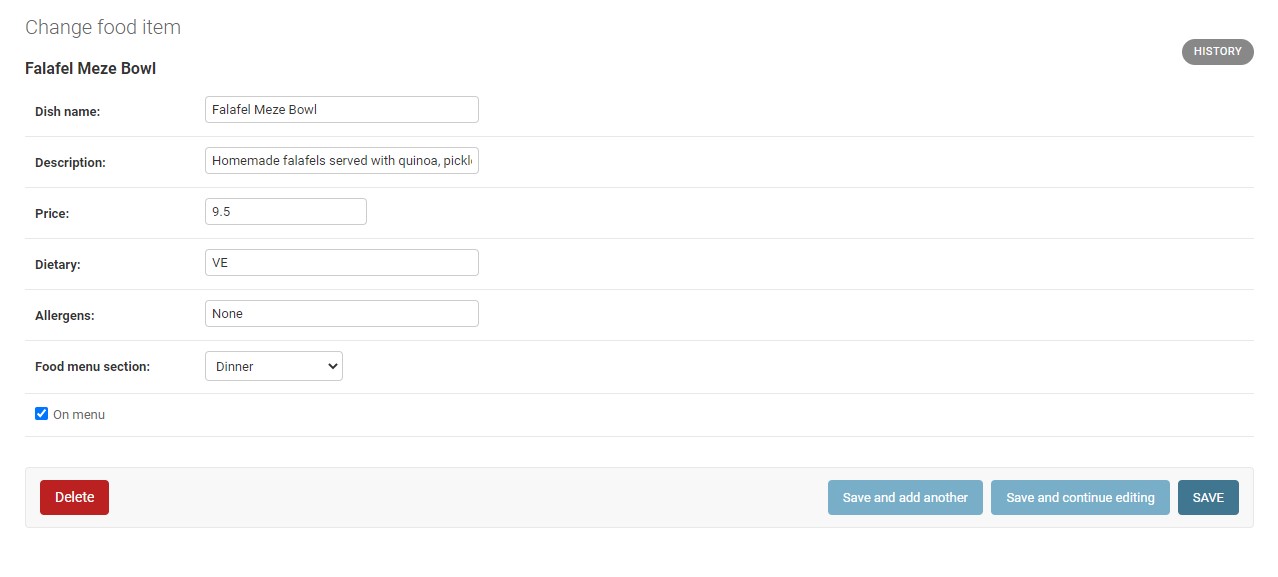 Change food item
HISTORY
Falafel Meze Bowl
Dish name: Falafel Meze Bowl
Description: Homemade falafels served with quinoa, pickl
Price: 9.5
Dietary: VE
Allergens: None
Food menu section: Dinner
On menu
Delete Save and add another Save and continue editing SAVE